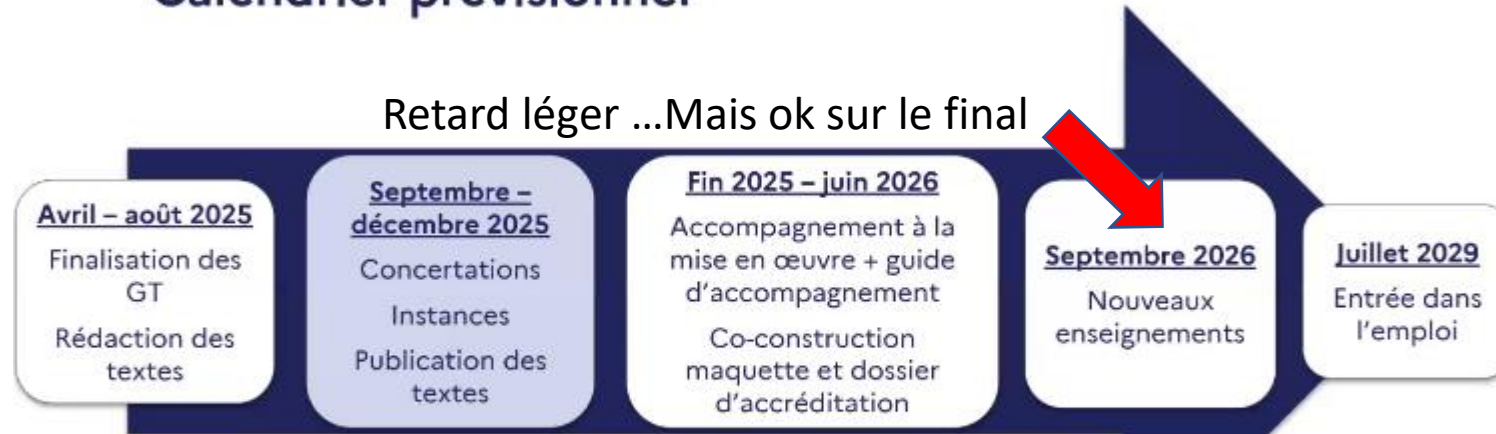 Calendrier prévisionnel
Retard léger ...Mais ok sur le final
Avril – août 2025
Finalisation des
GT
Rédaction des
textes
Septembre –
décembre 2025
Concertations
Instances
Publication des
textes
Fin 2025 – juin 2026
Accompagnement à la
mise en œuvre + guide
d'accompagnement
Co-construction
maquette et dossier
d'accréditation
Septembre 2026
Nouveaux
enseignements
Juillet 2029
Entrée dans
l'emploi